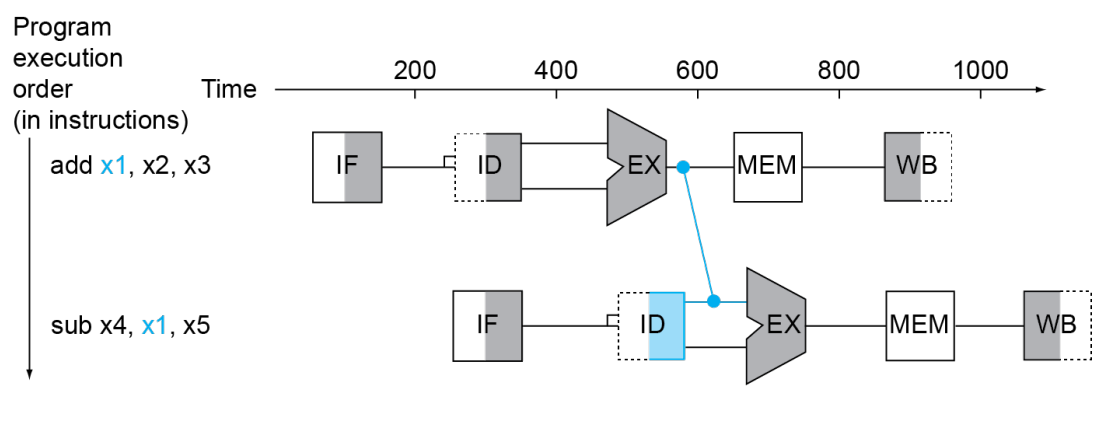 Program
execution
order
(in instructions)
Time
200 400 600 800 1000
add x1, x2, x3
IF ID EX MEM WB
sub x4, x1, x5
IF ID EX MEM WB